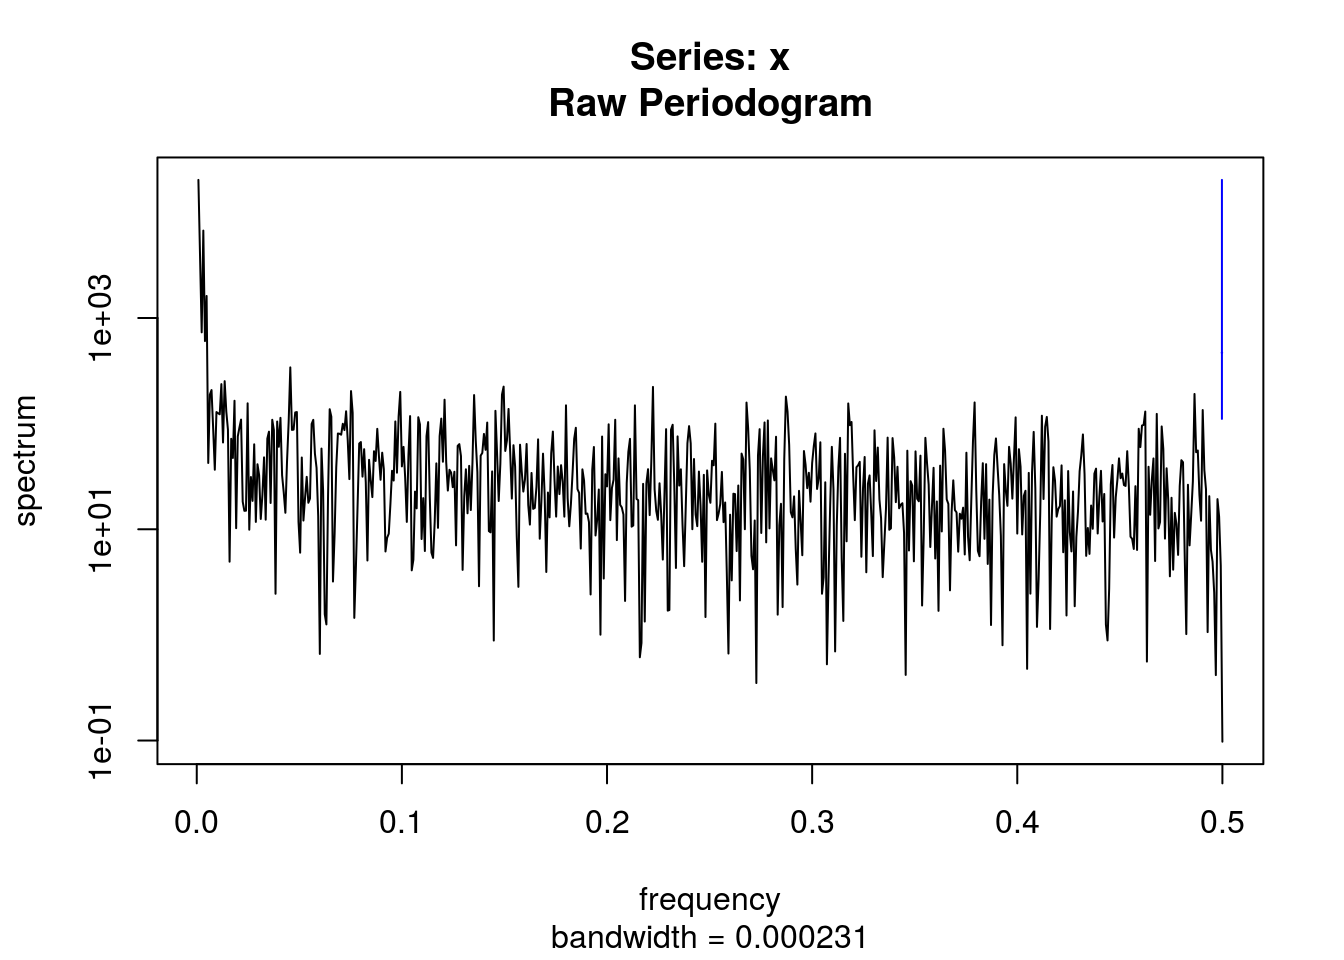 Series: x
Raw Periodogram
spectrum
1e+03
1e+01
1e-01
0.0 0.1 0.2 0.3 0.4 0.5
frequency
bandwidth = 0.000231